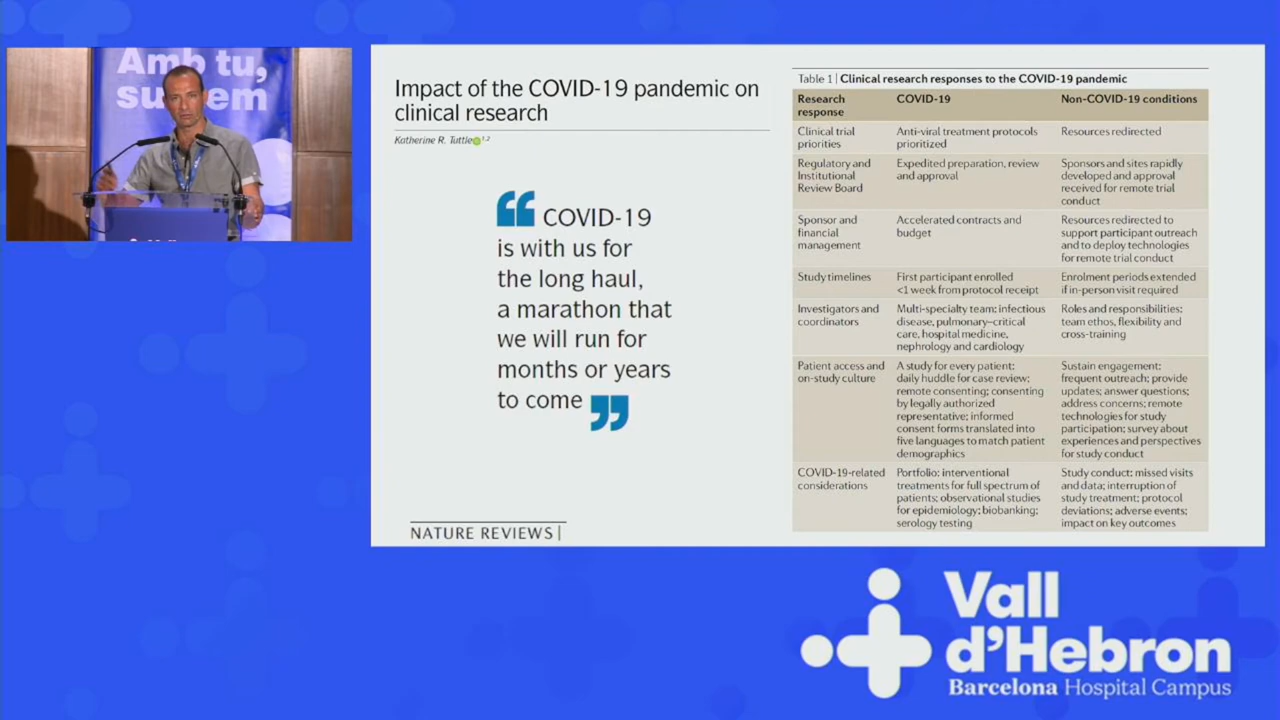 Amb tu,
su em
Impact of the COVID-19 pandemic on
clinical research
Katherine R. Tuttle 1,2
“ COVID-19
is with us for
the long haul,
a marathon that
we will run for
months or years
to come ”
NATURE REVIEWS |
Table 1 | Clinical research responses to the COVID-19 pandemic
Research response COVID-19 Non-COVID-19 conditions
Clinical trial Anti-viral treatment protocols Resources redirected
priorities prioritized
Regulatory and Expedited preparation, review Sponsors and sites rapidly
Institutional and approval developed and approval
Review Board received for remote trial
conduct
Sponsor and Accelerated contracts and Resources redirected to
financial budget support participant outreach
management and to deploy technologies
for remote trial conduct
Study timelines First participant enrolled Enrolment periods extended
<1 week from protocol receipt if in-person visit required
Investigators and Multi-specialty team: infectious Roles and responsibilities:
coordinators disease, pulmonary–critical team ethos, flexibility and
care, hospital medicine, cross-training
nephrology and cardiology
Patient access and A study for every patient: Sustain engagement:
on-study culture daily huddle for case review; frequent outreach; provide
remote consenting; consenting updates; answer questions;
by legally authorized address concerns; remote
representative; informed technologies for study
consent forms translated into participation; survey about
five languages to match patient experiences and perspectives
demographics for study conduct
COVID-19-related Portfolio: interventional Study conduct: missed visits
considerations treatments for full spectrum of and data; interruption of
patients; observational studies study treatment; protocol
for epidemiology; biobanking; deviations; adverse events;
serology testing impact on key outcomes
Vall
d'Hebron
Barcelona Hospital Campus